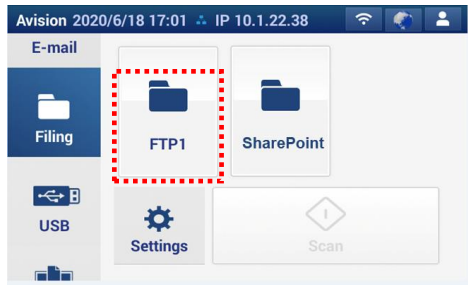 Avision 2020/6/18 17:01 IP 10.1.22.38
E-mail
Filing
FTP1
SharePoint
USB
Settings
Scan